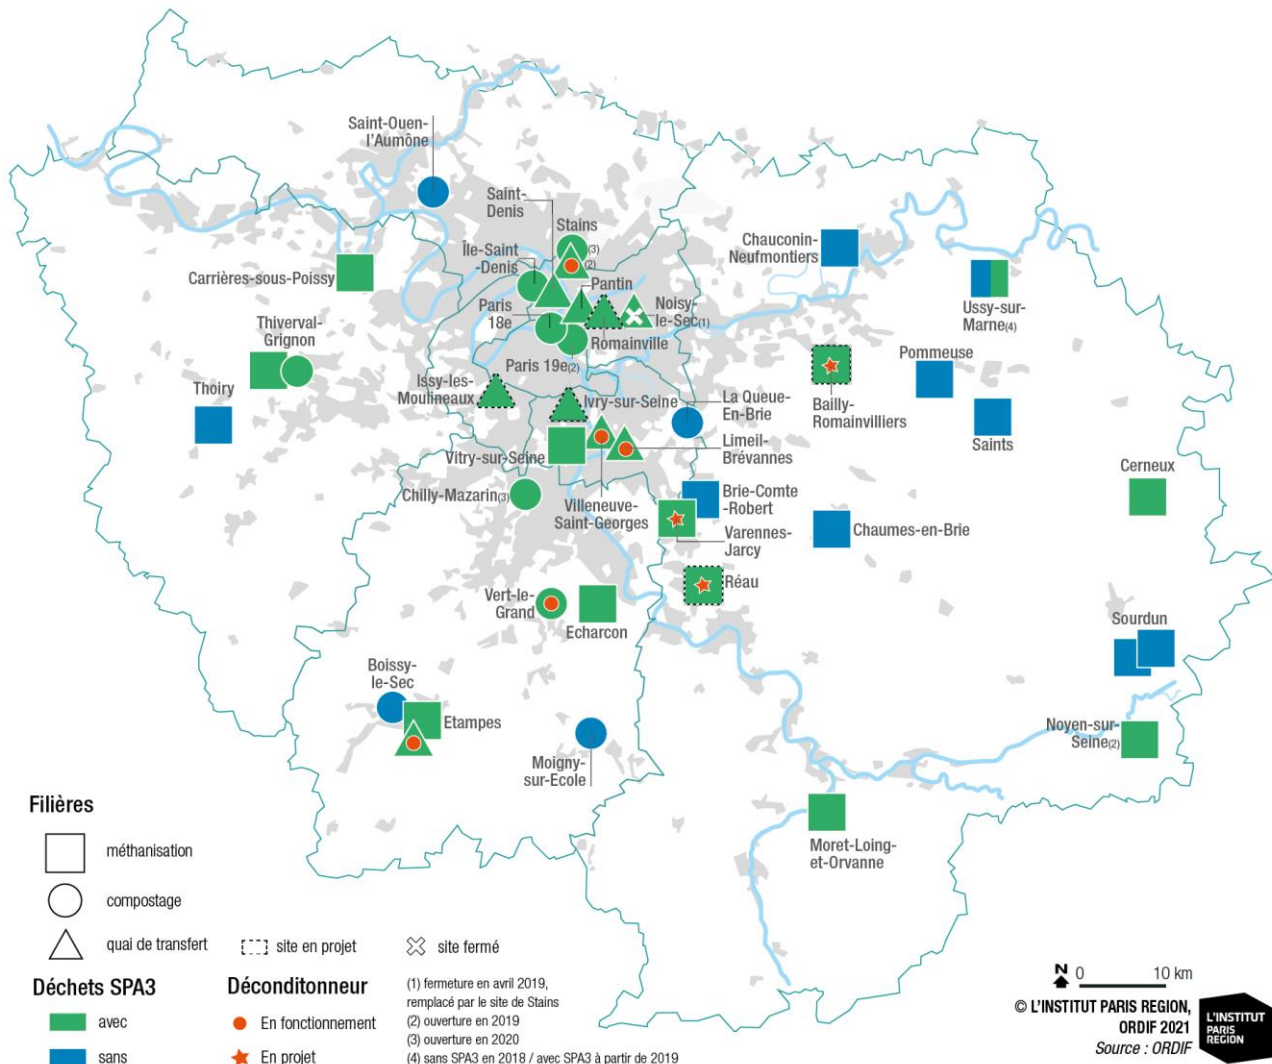 Saint-Ouen-
l'Aumône
Saint-
Denis
Stains
(3)
(2)
Île-Saint
-Denis
Pantin
Carrières-sous-Poissy
Paris
18e
Noisy-
le-Sec(1)
Romainville
Paris 19e(2)
Thiverval-
Grignon
Thoiry
Issy-les-
Moulineaux
Ivry-sur-Seine
La Queue-
En-Brie
Limeil-
Brévannes
Vitry-sur-Seine
Chilly-Mazarin(3)
Villeneuve-
Saint-Georges
Brie-Comte
-Robert
Varennes-
Jarcy
Réau
Chauconin-
Neufmontiers
Ussy-sur-
Marne(4)
Pommeuse
Bailly-
Romainvilliers
Saints
Cerneux
Chaumes-en-Brie
Vert-le-
Grand
Echarcon
Sourdun
Boissy-
le-Sec
Etampes
Moigny-
sur-Ecole
Noyen-sur-
Seine(2)
Moret-Loing-
et-Orvanne
Filières
méthanisation
compostage
quai de transfert
site en projet
site fermé
Déchets SPA3
avec
sans
Déconditonneur
En fonctionnement
En projet
(1) fermeture en avril 2019,
remplacé par le site de Stains
(2) ouverture en 2019
(3) ouverture en 2020
(4) sans SPA3 en 2018 / avec SPA3 à partir de 2019
N
0 10 km
© L'INSTITUT PARIS REGION,
ORDIF 2021
Source : ORDIF
L'INSTITUT
PARIS
REGION